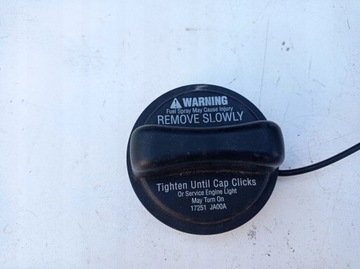 WARNING
Fuel Spray May Cause Injury
REMOVE SLOWLY
Tighten Until Cap Clicks
Or Service Engine Light
May Turn On
17251 JA00A